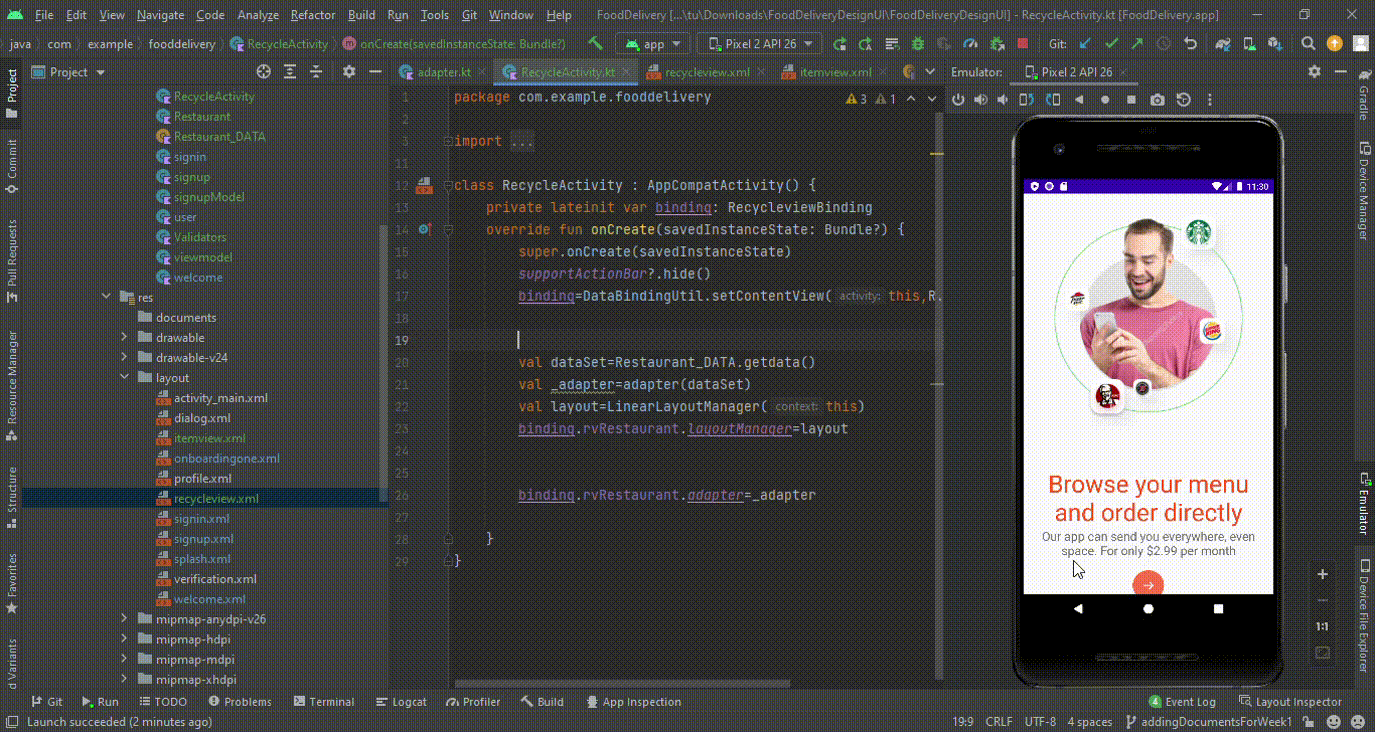 File Edit View Navigate Code Analyze Refactor Build Run Tools Git Window Help FoodDelivery [...\tu\Downloads\FoodDeliveryDesignUI\FoodDeliveryDesignUI] - RecycleActivity.kt [FoodDelivery.app]
java com example fooddelivery RecycleActivity onCreate(savedInstanceState: Bundle?) app Pixel 2 API 26 Git:
Project adapter.kt RecycleActivity.kt recycleview.xml itemview.xml Emulator: Pixel 2 API 26
Project
Commit
Pull Requests
Resource Manager
Structure
Favorites
d Variants
RecycleActivity
Restaurant
Restaurant_DATA
signin
signup
signupModel
user
Validators
viewmodel
welcome
res
documents
drawable
drawable-v24
layout
activity_main.xml
dialog.xml
itemview.xml
onboardingone.xml
profile.xml
recycleview.xml
signin.xml
signup.xml
splash.xml
verification.xml
welcome.xml
mipmap-anydpi-v26
mipmap-hdpi
mipmap-mdpi
mipmap-xhdpi
3 1
1 package com.example.fooddelivery
2
3 import ...
11
12 class RecycleActivity : AppCompatActivity() {
13 private lateinit var binding: RecycleviewBinding
14 override fun onCreate(savedInstanceState: Bundle?) {
15 super.onCreate(savedInstanceState)
16 supportActionBar?.hide()
17 binding=DataBindingUtil.setContentView( activity: this,R.
18
19
20 val dataSet=Restaurant_DATA.getdata()
21 val _adapter=adapter(dataSet)
22 val layout=LinearLayoutManager( context: this)
23 binding.rvRestaurant.layoutManager=layout
24
25
26 binding.rvRestaurant.adapter=_adapter
27
28 }
29 }
11:30
Browse your menu
and order directly
Our app can send you everywhere, even
space. For only $2.99 per month
1:1
Gradle
Device Manager
Emulator
Device File Explorer
Git Run TODO Problems Terminal Logcat Profiler Build App Inspection 4 Event Log Layout Inspector
Launch succeeded (2 minutes ago) 19:9 CRLF UTF-8 4 spaces addingDocumentsForWeek1